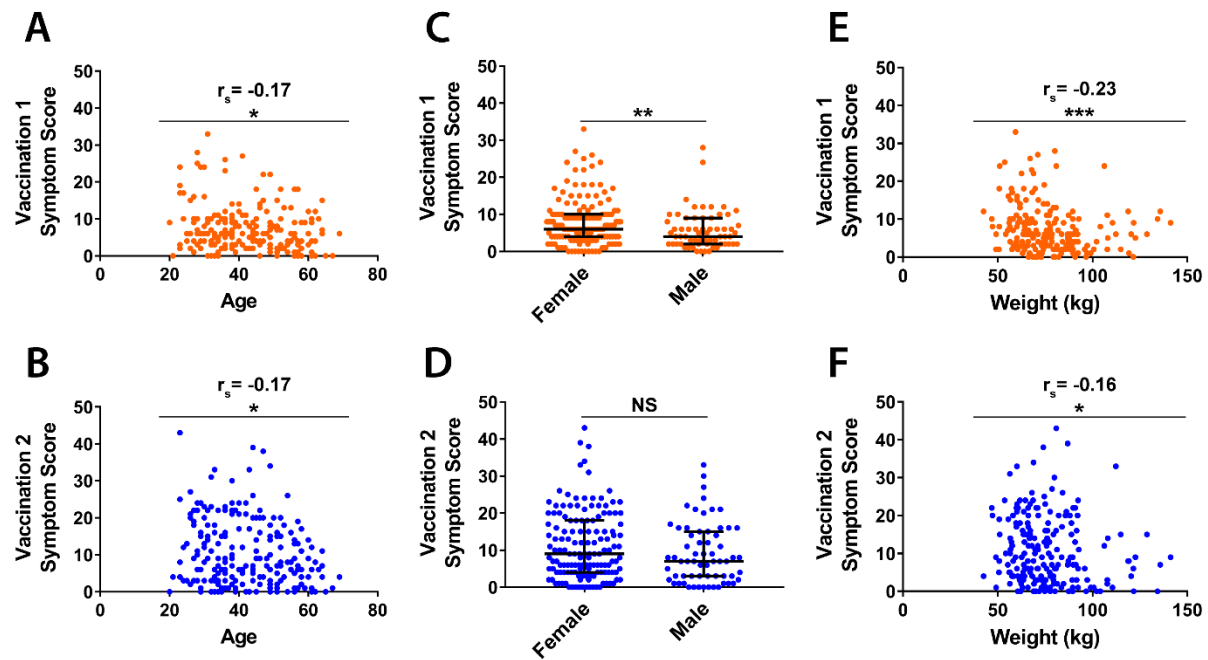 A
Vaccination 1
Symptom Score
50
40
30
20
10
0
rs= -0.17
*
0
20
40
60
80
Age
C
Vaccination 1
Symptom Score
50
40
30
20
10
0
**
Female
Male
E
Vaccination 1
Symptom Score
50
40
30
20
10
0
rs= -0.23
***
0
50
100
150
Weight (kg)
B
Vaccination 2
Symptom Score
50
40
30
20
10
0
rs= -0.17
*
0
20
40
60
80
Age
D
Vaccination 2
Symptom Score
50
40
30
20
10
0
NS
Female
Male
F
Vaccination 2
Symptom Score
50
40
30
20
10
0
rs= -0.16
*
0
50
100
150
Weight (kg)